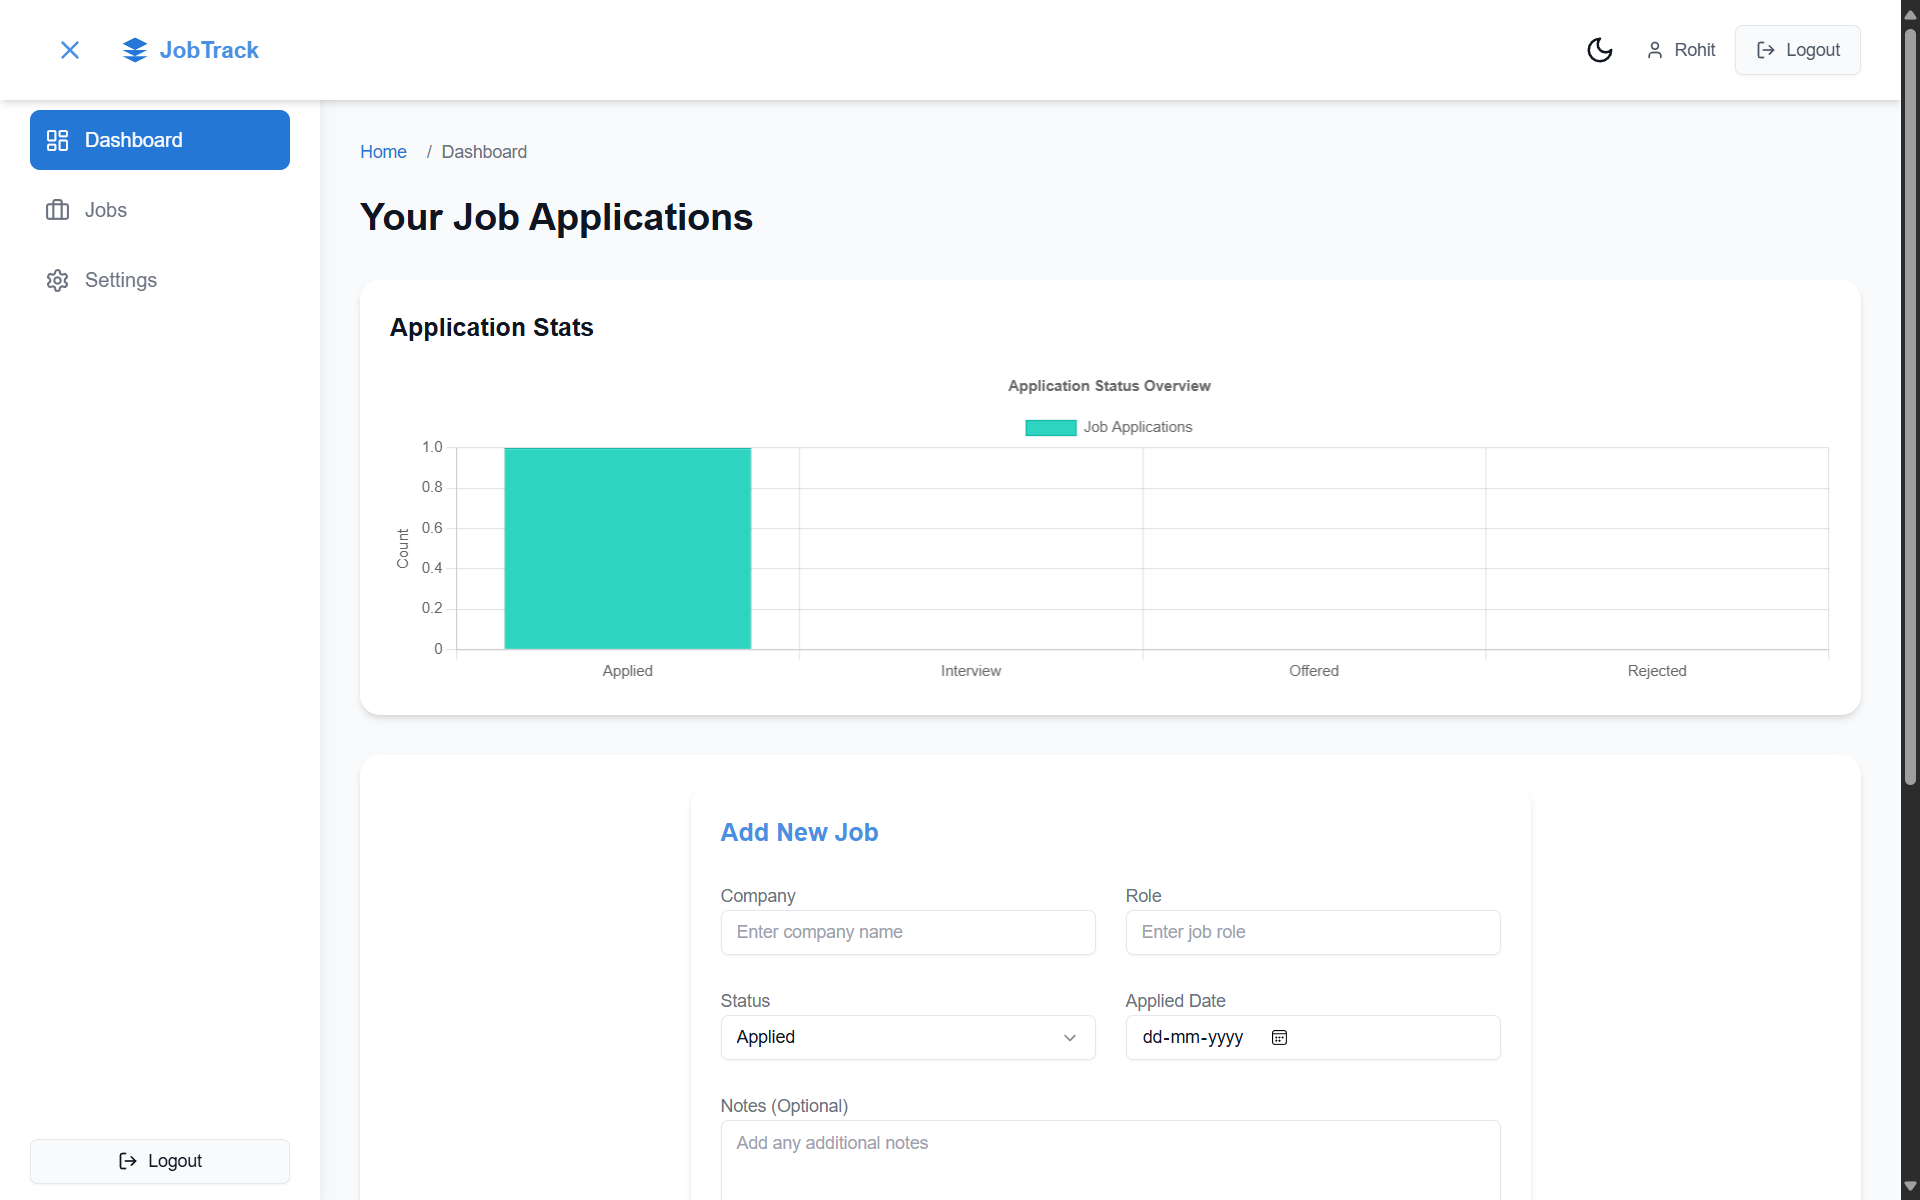 JobTrack
Rohit
Logout
Dashboard
Jobs
Settings
Logout
Home / Dashboard
Your Job Applications
Application Stats
Application Status Overview
Job Applications
Count
1.0
0.8
0.6
0.4
0.2
0
Applied Interview Offered Rejected
Add New Job
Company Role
Enter company name Enter job role
Status Applied Date
Applied dd-mm-yyyy
Notes (Optional)
Add any additional notes